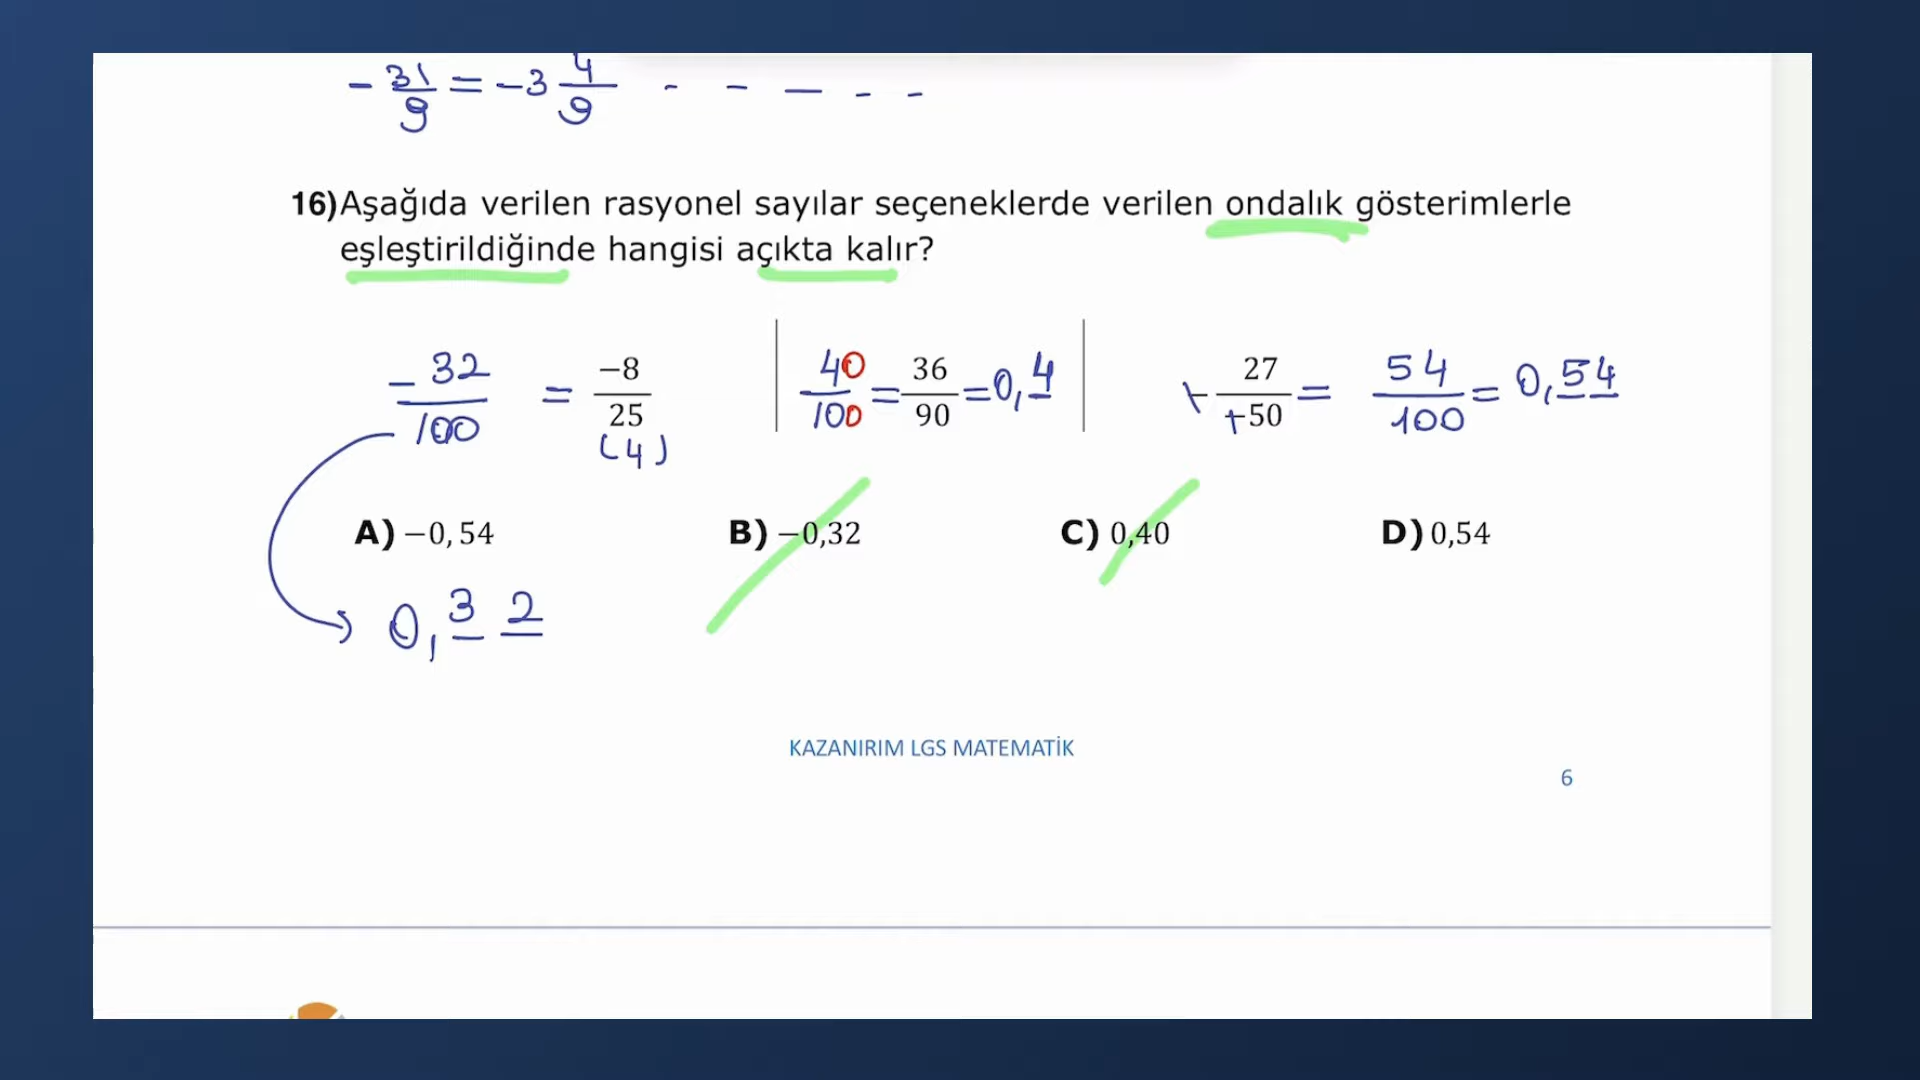 - 31/9 = -3 4/9 - - — - -
16) Aşağıda verilen rasyonel sayılar seçeneklerde verilen ondalık gösterimlerle
eşleştirildiğinde hangisi açıkta kalır?
-32/100 = −8/25 (4) | 40/100 = 36/90 = 0,4 | - 27/+50 = 54/100 = 0,54
A) −0,54 B) −0,32 C) 0,40 D) 0,54
0,32
KAZANIRIM LGS MATEMATİK
6